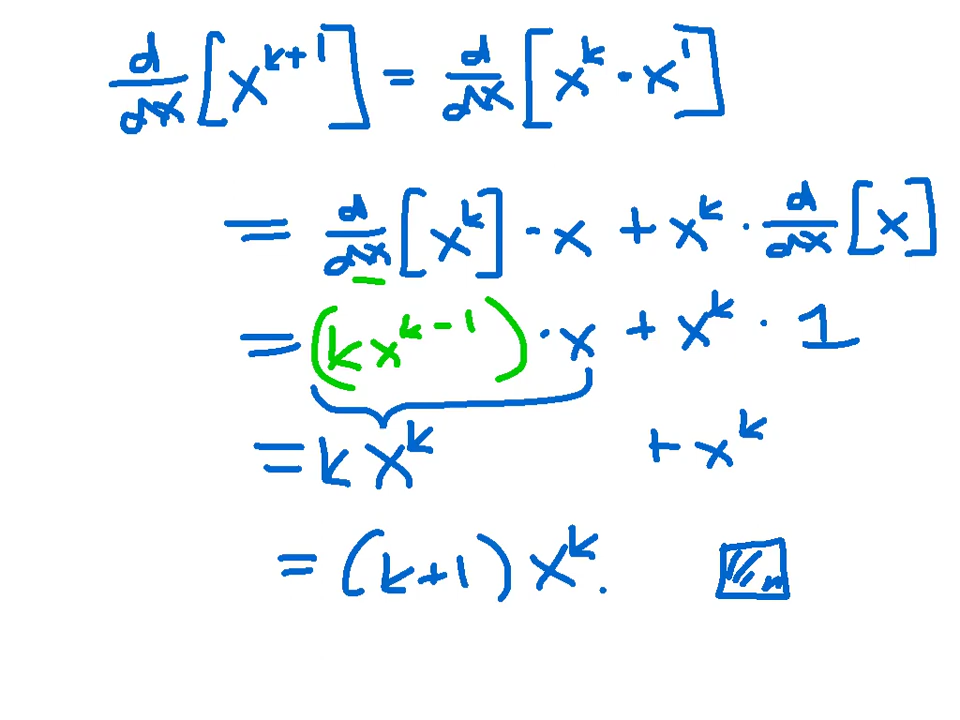 d/dx [x^{k+1}] = d/dx [x^k · x^1]
= d/dx [x^k] · x + x^k · d/dx [x]
= (kx^{k-1}) · x + x^k · 1
= kx^k + x^k
= (k+1) x^k.